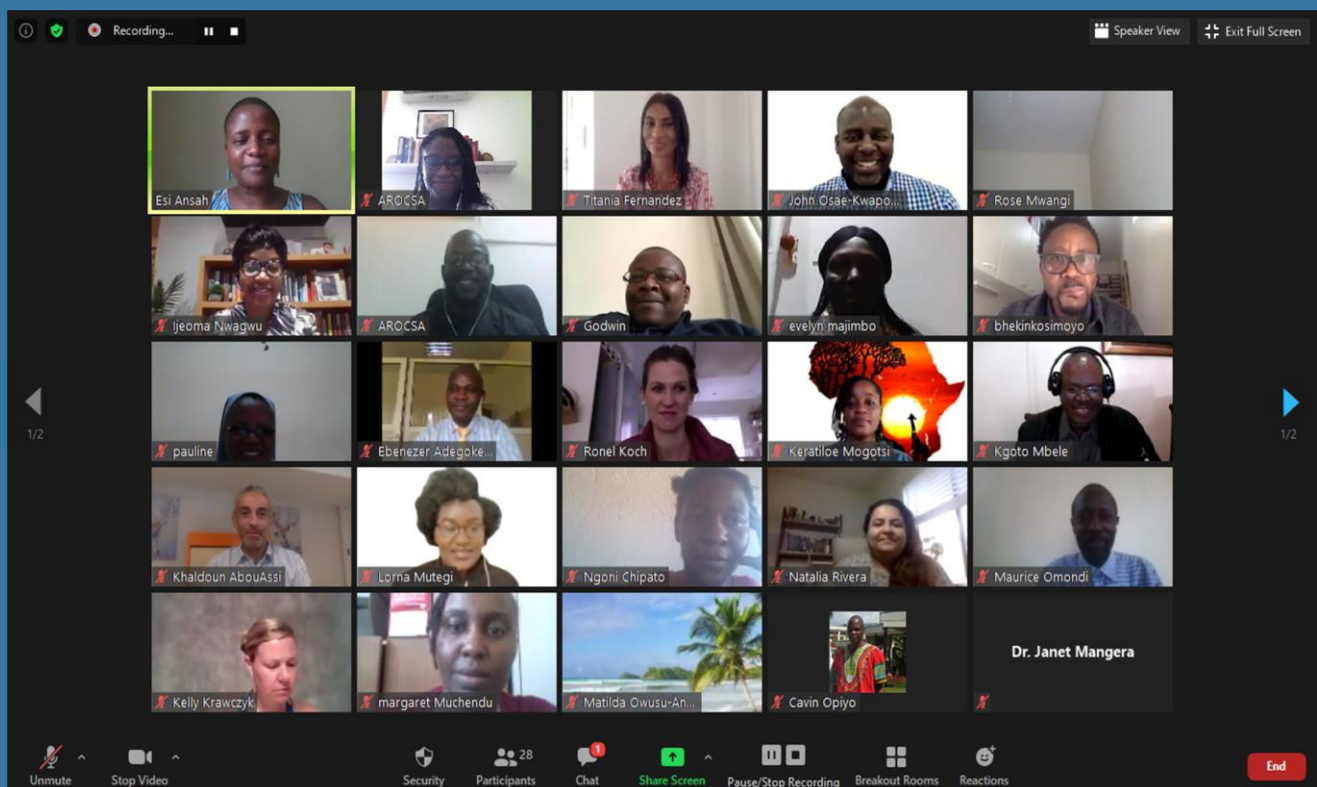 Recording...
Speaker View
Exit Full Screen
Esi Ansah
AROCSA
Titania Fernandez
John Osae-Kwapo...
Rose Mwangi
Ijeoma Nwagwu
AROCSA
Godwin
evelyn majimbo
bhekinkosimoyo
pauline
Ebenezer Adegoke...
Ronel Koch
Keratiloe Mogotsi
Kgoto Mbele
Khaldoun AbouAssi
Lorna Mutegi
Ngoni Chipato
Natalia Rivera
Maurice Omondi
Kelly Krawczyk
margaret Muchendu
Matilda Owusu-An...
Cavin Opiyo
Dr. Janet Mangera
1/2
1/2
Unmute
Stop Video
Security
Participants
28
Chat
1
Share Screen
Pause/Stop Recording
Breakout Rooms
Reactions
End